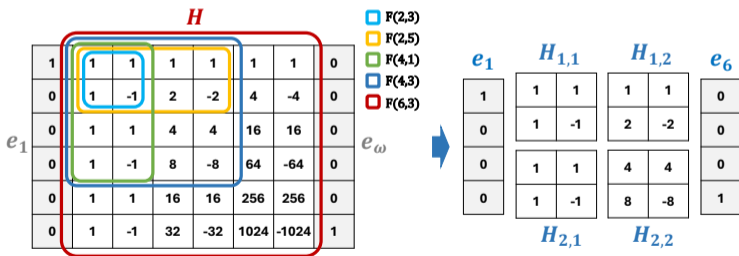 H
F(2,3)
F(2,5)
F(4,1)
F(4,3)
F(6,3)
1 1 1 1 1 1 1 0
0 1 -1 2 -2 4 -4 0
0 1 1 4 4 16 16 0
0 1 -1 8 -8 64 -64 0
0 1 1 16 16 256 256 0
0 1 -1 32 -32 1024 -1024 1
e₁
e_ω
e₁ H₁,₁ H₁,₂ e₆
1 1 1 1 1 0
0 1 -1 2 -2 0
0 1 1 4 4 0
0 1 -1 8 -8 1
H₂,₁ H₂,₂